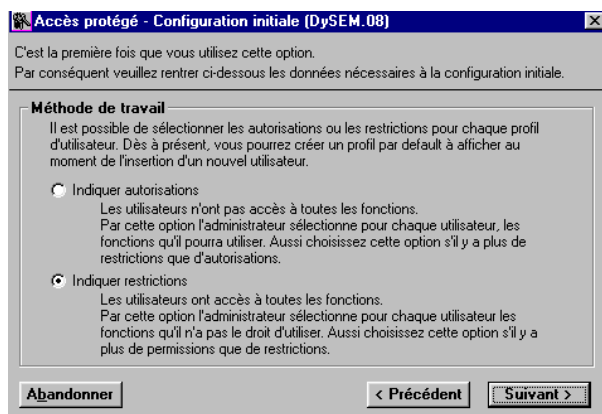 Accès protégé - Configuration initiale (DySEM.08)
C'est la première fois que vous utilisez cette option.
Par conséquent veuillez rentrer ci-dessous les données nécessaires à la configuration initiale.
Méthode de travail
Il est possible de sélectionner les autorisations ou les restrictions pour chaque profil
d'utilisateur. Dès à présent, vous pourrez créer un profil par default à afficher au
moment de l'insertion d'un nouvel utilisateur.
Indiquer autorisations
Les utilisateurs n'ont pas accès à toutes les fonctions.
Par cette option l'administrateur sélectionne pour chaque utilisateur, les
fonctions qu'il pourra utiliser. Aussi choisissez cette option s'il y a plus de
restrictions que d'autorisations.
Indiquer restrictions
Les utilisateurs ont accès à toutes les fonctions.
Par cette option l'administrateur sélectionne pour chaque utilisateur les
fonctions qu'il n'a pas le droit d'utiliser. Aussi choisissez cette option s'il y a
plus de permissions que de restrictions.
Abandonner < Précédent Suivant >